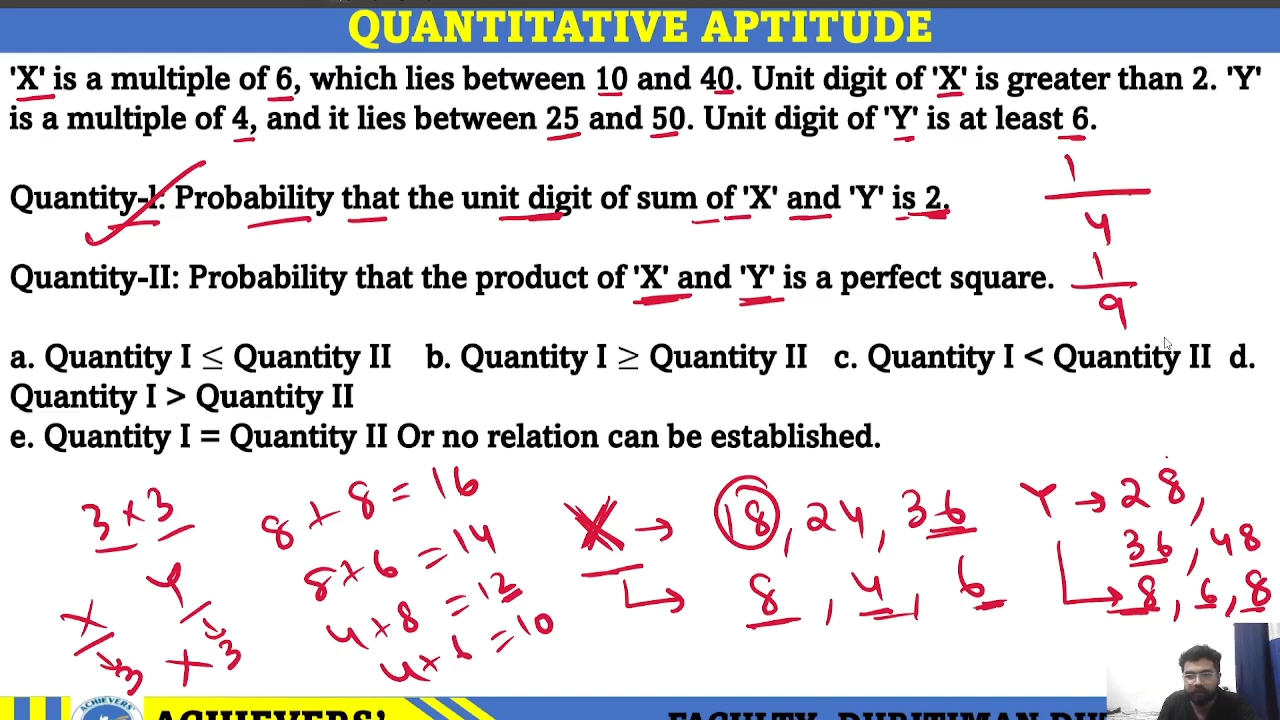 QUANTITATIVE APTITUDE
'X' is a multiple of 6, which lies between 10 and 40. Unit digit of 'X' is greater than 2. 'Y'
is a multiple of 4, and it lies between 25 and 50. Unit digit of 'Y' is at least 6.
Quantity-I: Probability that the unit digit of sum of 'X' and 'Y' is 2.
1
4
Quantity-II: Probability that the product of 'X' and 'Y' is a perfect square.
1
9
a. Quantity I ≤ Quantity II b. Quantity I ≥ Quantity II c. Quantity I < Quantity II d.
Quantity I > Quantity II
e. Quantity I = Quantity II Or no relation can be established.
3 × 3
Y
X → 3 × → 3
8 + 8 = 16
8 + 6 = 14
4 + 8 = 12
4 + 6 = 10
X → 18, 24, 36
8, 4, 6
Y → 28,
36, 48
8, 6, 8
ACHIEVERS
ACHIEVERS'